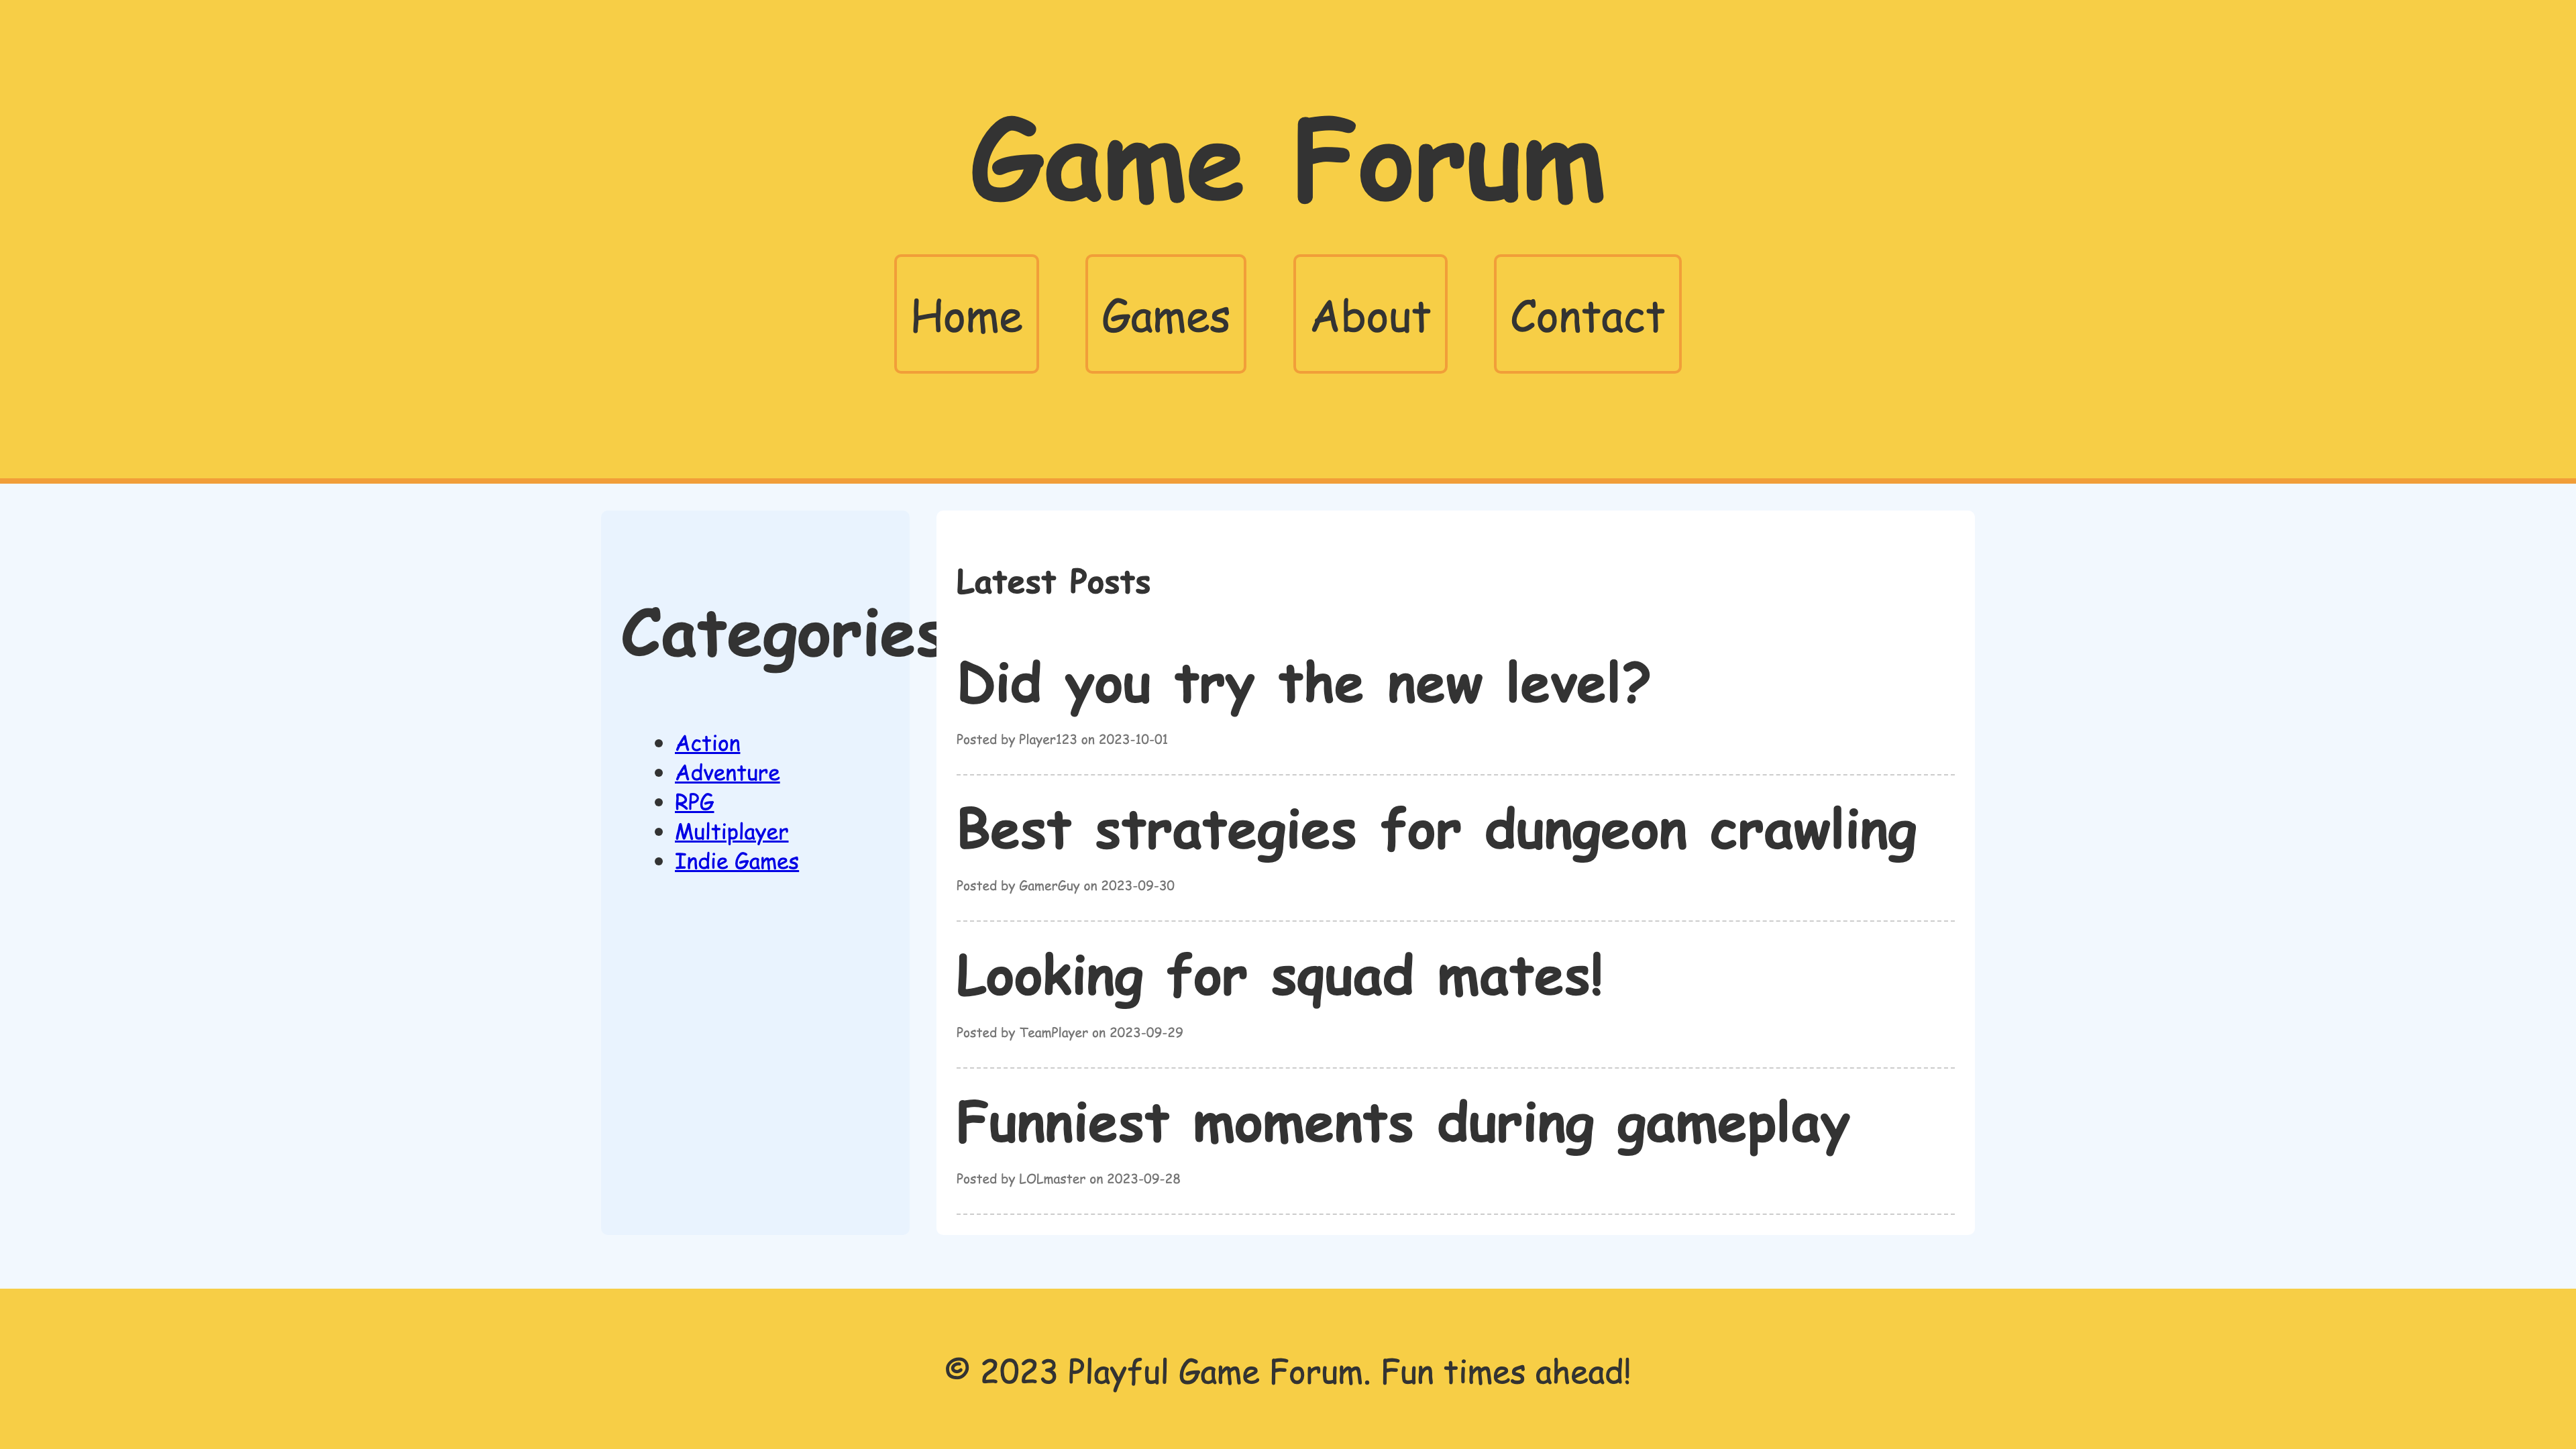 Game Forum
Home
Games
About
Contact
Categories
Action
Adventure
RPG
Multiplayer
Indie Games
Latest Posts
Did you try the new level?
Posted by Player123 on 2023-10-01
Best strategies for dungeon crawling
Posted by GamerGuy on 2023-09-30
Looking for squad mates!
Posted by TeamPlayer on 2023-09-29
Funniest moments during gameplay
Posted by LOLmaster on 2023-09-28
© 2023 Playful Game Forum. Fun times ahead!